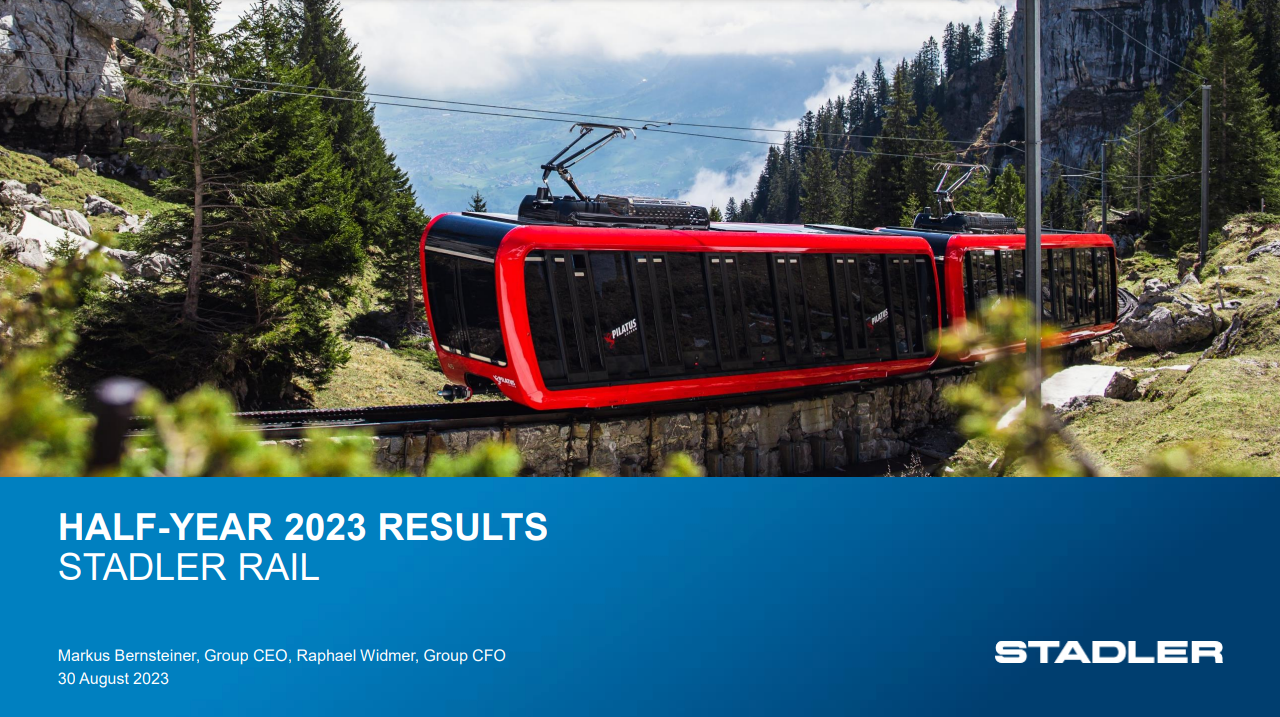 PILATUS
PILATUS
PILATUS
HALF-YEAR 2023 RESULTS
STADLER RAIL
Markus Bernsteiner, Group CEO, Raphael Widmer, Group CFO
30 August 2023
STADLER